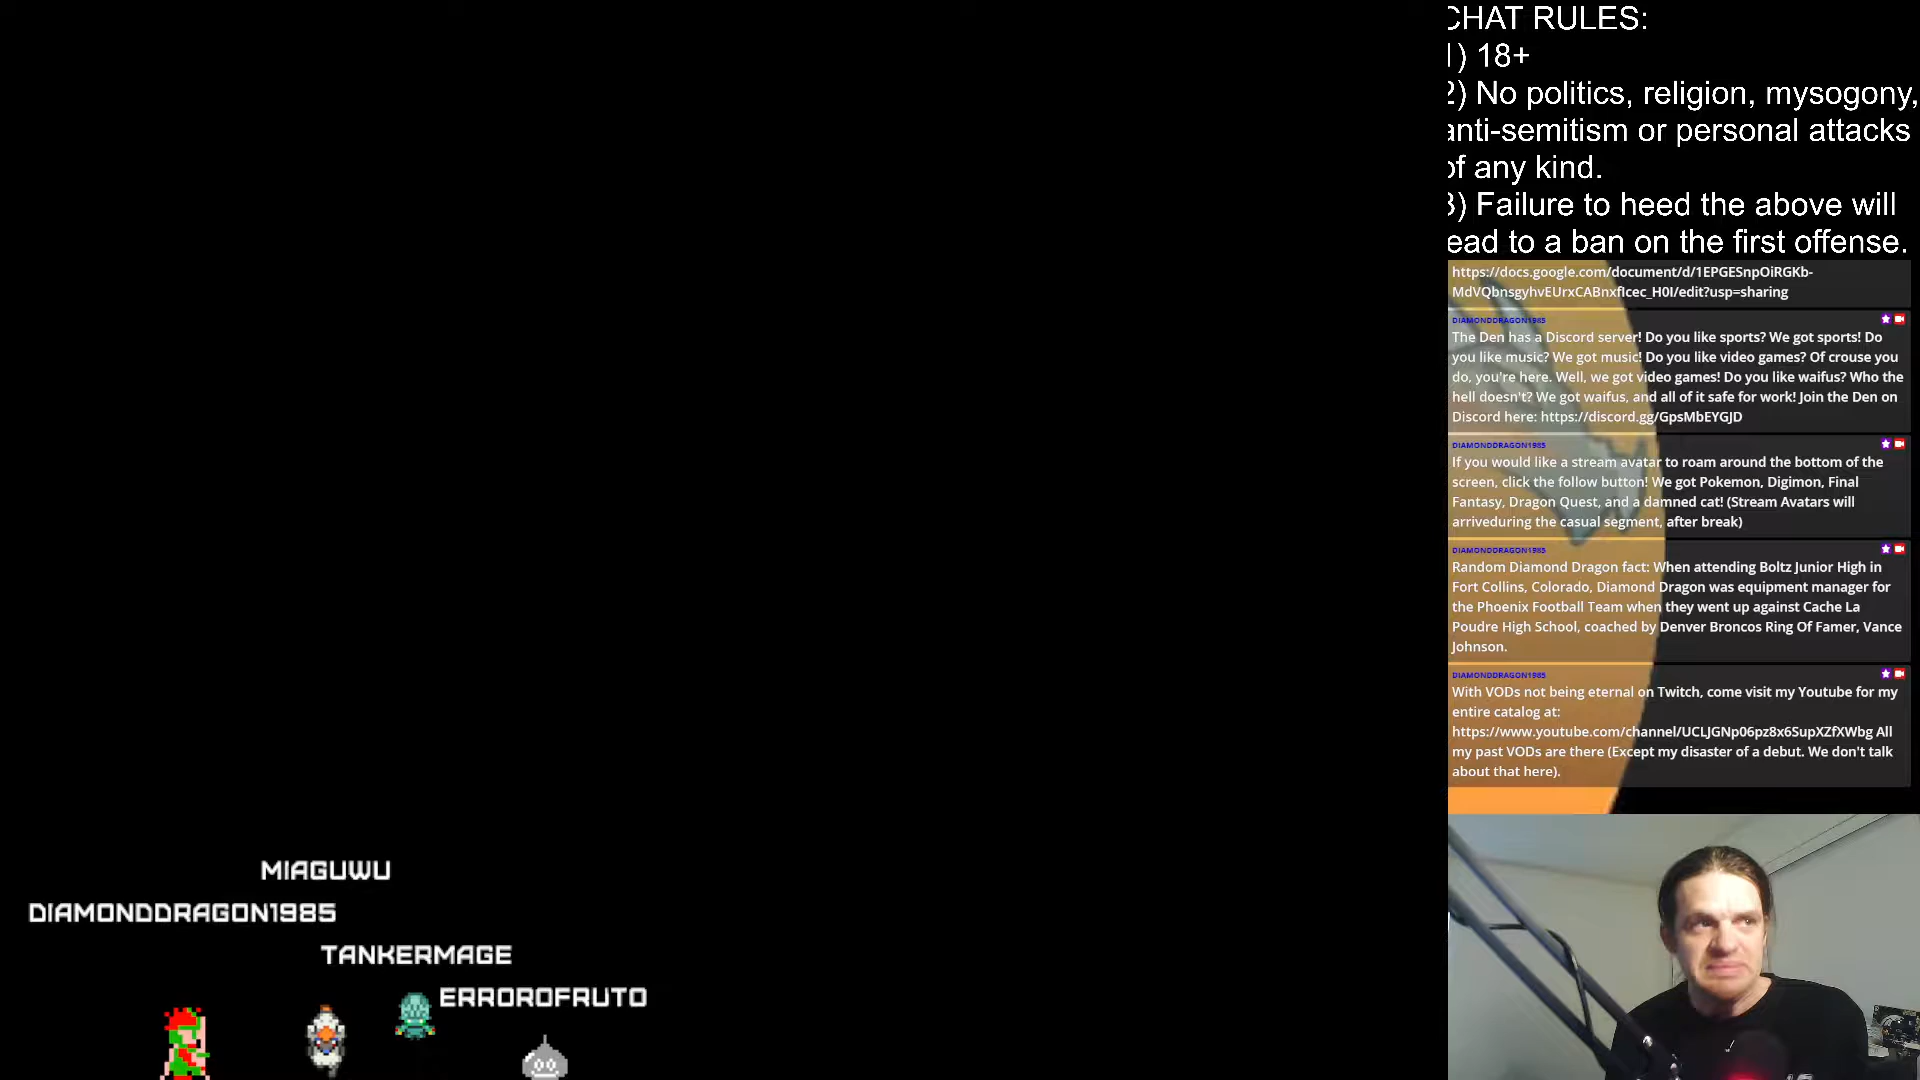 CHAT RULES:
1) 18+
2) No politics, religion, mysogony,
anti-semitism or personal attacks
of any kind.
3) Failure to heed the above will
ead to a ban on the first offense.
https://docs.google.com/document/d/1EPGESnpOiRGKb-
MdVQbnsgyhvEUrxCABnxfIcec_H0I/edit?usp=sharing
DIAMONDDRAGON1985
The Den has a Discord server! Do you like sports? We got sports! Do
you like music? We got music! Do you like video games? Of crouse you
do, you're here. Well, we got video games! Do you like waifus? Who the
hell doesn't? We got waifus, and all of it safe for work! Join the Den on
Discord here: https://discord.gg/GpsMbEYGJD
DIAMONDDRAGON1985
If you would like a stream avatar to roam around the bottom of the
screen, click the follow button! We got Pokemon, Digimon, Final
Fantasy, Dragon Quest, and a damned cat! (Stream Avatars will
arriveduring the casual segment, after break)
DIAMONDDRAGON1985
Random Diamond Dragon fact: When attending Boltz Junior High in
Fort Collins, Colorado, Diamond Dragon was equipment manager for
the Phoenix Football Team when they went up against Cache La
Poudre High School, coached by Denver Broncos Ring Of Famer, Vance
Johnson.
DIAMONDDRAGON1985
With VODs not being eternal on Twitch, come visit my Youtube for my
entire catalog at:
https://www.youtube.com/channel/UCLJGNp06pz8x6SupXZfXWbg All
my past VODs are there (Except my disaster of a debut. We don't talk
about that here).
MIAGUWU
DIAMONDDRAGON1985
TANKERMAGE
ERROROFRUTO